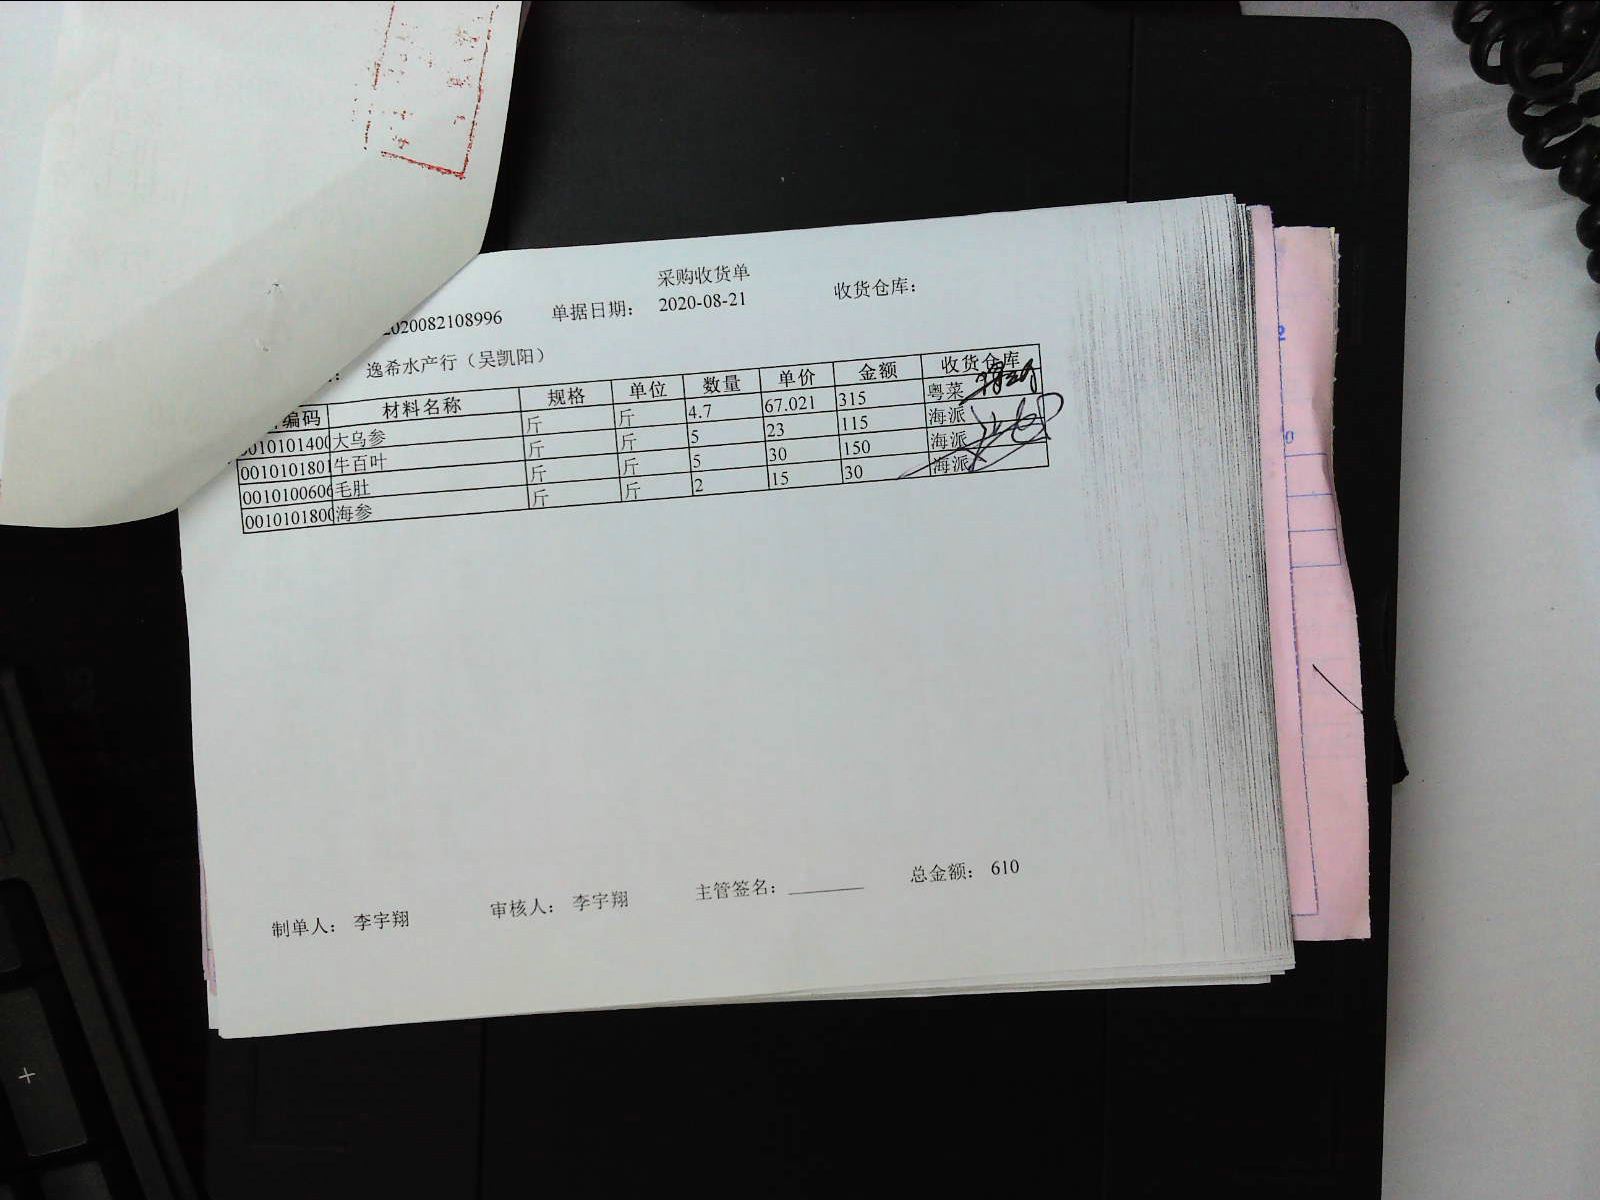 采购收货单
2020082108996 单据日期： 2020-08-21 收货仓库：
： 逸希水产行（吴凯阳）
编码 材料名称 规格 单位 数量 单价 金额 收货仓库
0010101400 大乌参 斤 斤 4.7 67.021 315 粤菜
0010101801 牛百叶 斤 斤 5 23 115 海派
0010100606 毛肚 斤 斤 5 30 150 海派
0010101800 海参 斤 斤 2 15 30 海派
制单人： 李宇翔 审核人： 李宇翔 主管签名： 总金额： 610